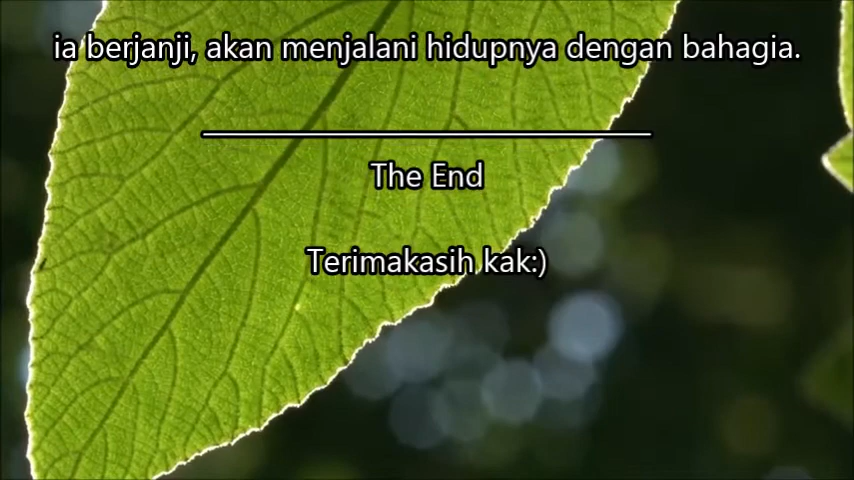 ia berjanji, akan menjalani hidupnya dengan bahagia.
The End
Terimakasih kak:)